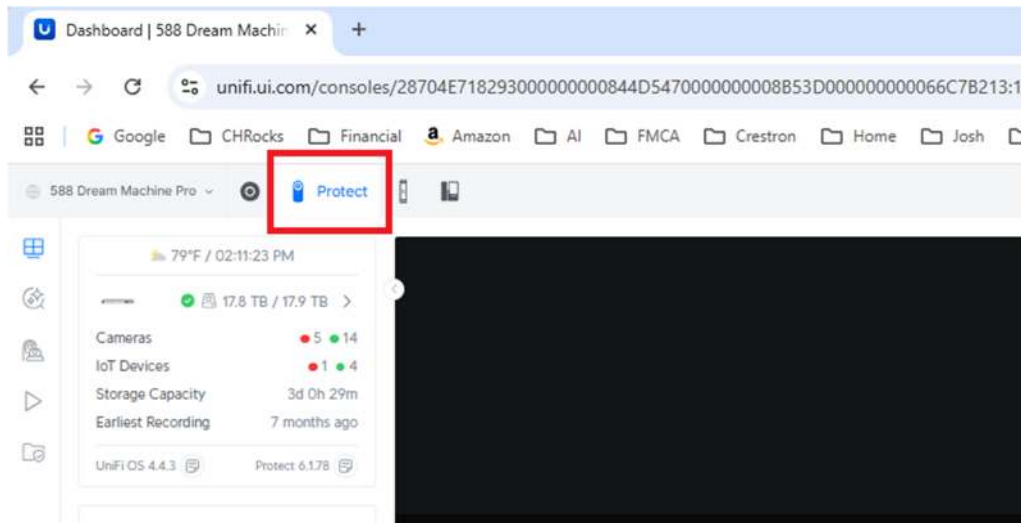 Dashboard | 588 Dream Machin
unifi.ui.com/consoles/28704E7182930000000000844D5470000000008B53D000000000066C7B213:1
Google CHRocks Financial Amazon AI FMCA Crestron Home Josh
588 Dream Machine Pro Protect
79°F / 02:11:23 PM
17.8 TB / 17.9 TB
Cameras 5 14
IoT Devices 1 4
Storage Capacity 3d 0h 29m
Earliest Recording 7 months ago
UniFi OS 4.4.3 Protect 6.1.78